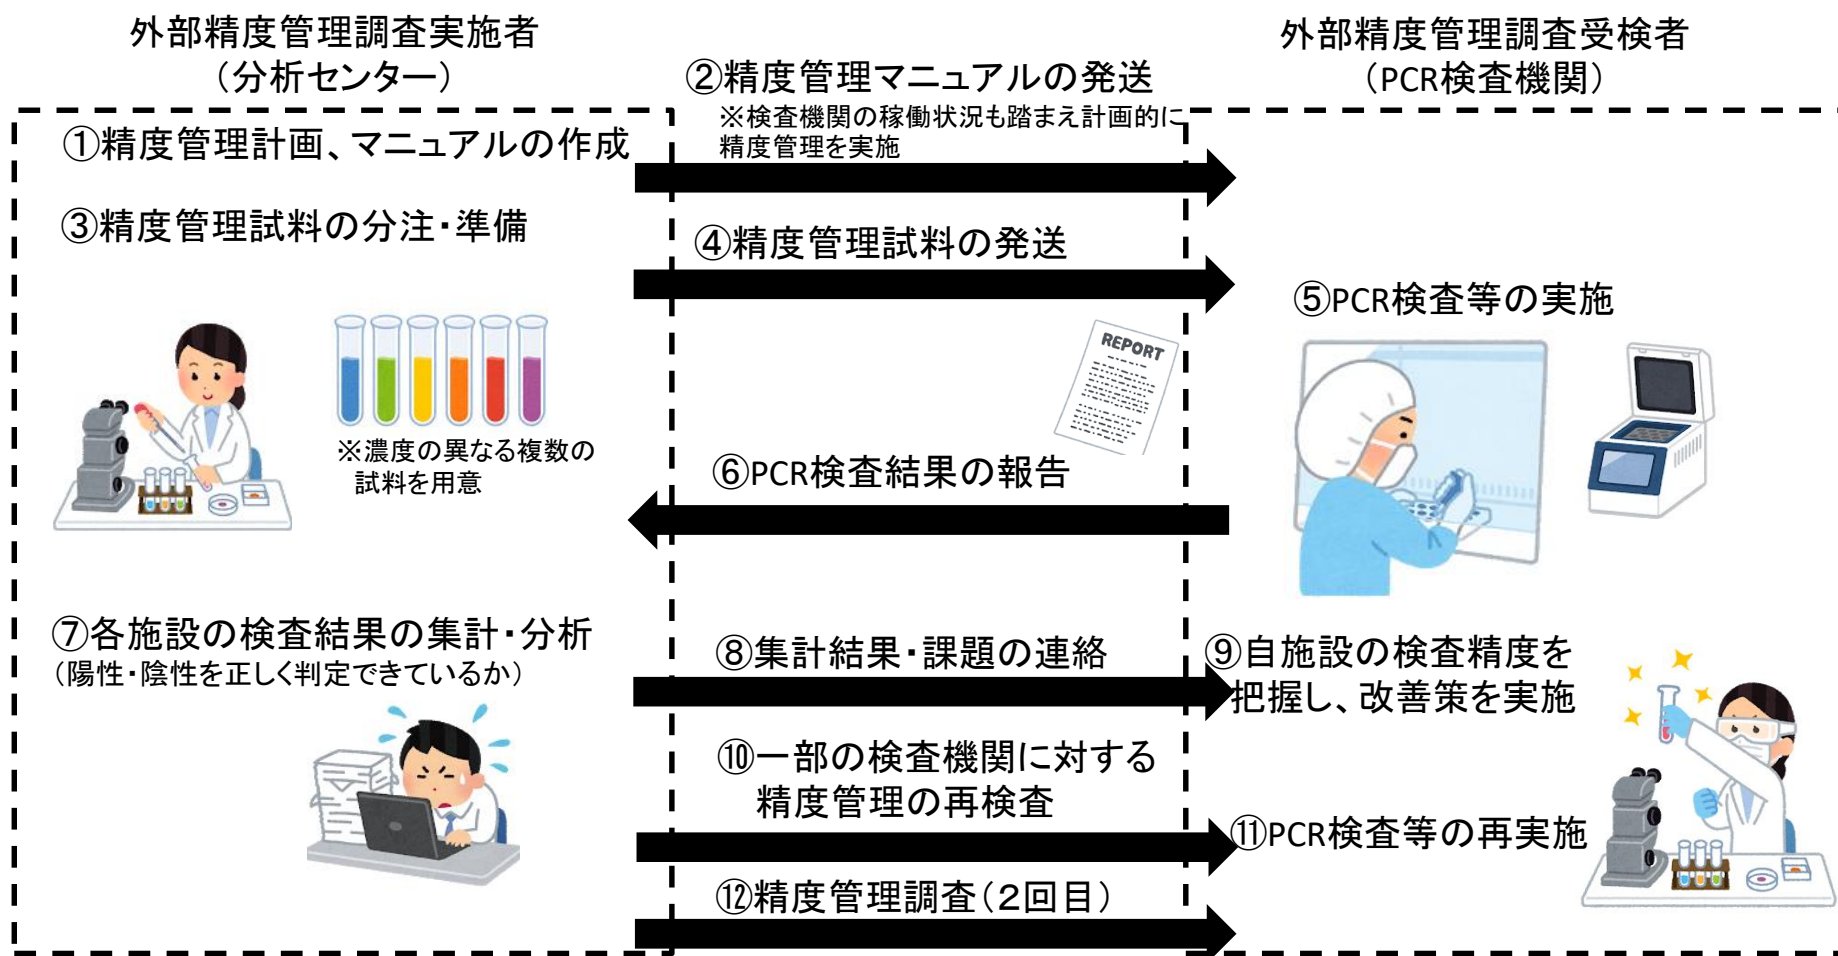 外部精度管理調査実施者
（分析センター）
外部精度管理調査受検者
（PCR検査機関）
①精度管理計画、マニュアルの作成
②精度管理マニュアルの発送
※検査機関の稼働状況も踏まえ計画的に
精度管理を実施
③精度管理試料の分注・準備
④精度管理試料の発送
※濃度の異なる複数の
試料を用意
⑤PCR検査等の実施
REPORT
⑥PCR検査結果の報告
⑦各施設の検査結果の集計・分析
（陽性・陰性を正しく判定できているか）
⑧集計結果・課題の連絡
⑨自施設の検査精度を
把握し、改善策を実施
⑩一部の検査機関に対する
精度管理の再検査
⑪PCR検査等の再実施
⑫精度管理調査（２回目）